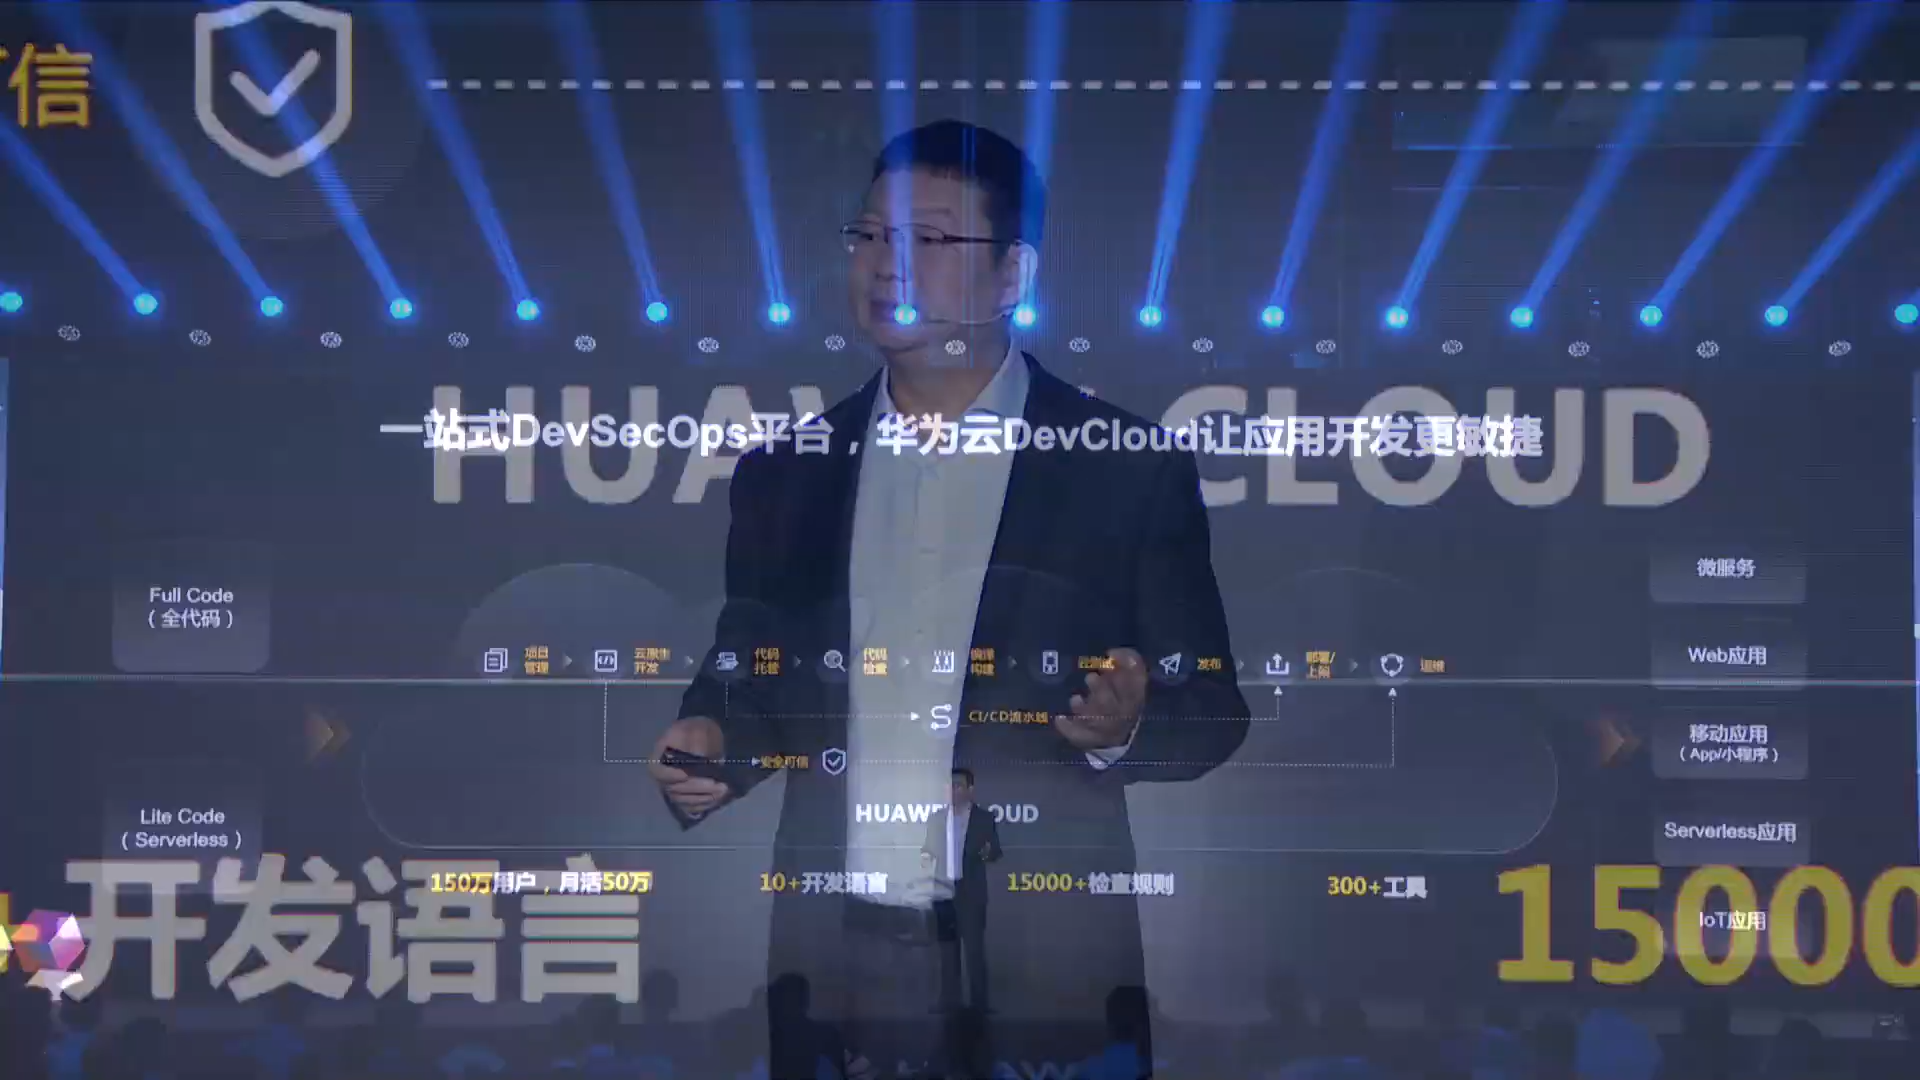 信
HUAW CLOUD
一站式DevSecOps平台，华为云DevCloud让应用开发更敏捷
Full Code
（全代码）
Lite Code
（Serverless）
项目
管理
云原生
开发
代码
托管
代码
检查
编译
构建
云测试
发布
部署/
上架
运维
CI/CD流水线
安全可信
HUAWEI CLOUD
微服务
Web应用
移动应用
（App/小程序）
Serverless应用
IoT应用
150万用户，月活50万
10+开发语言
15000+检查规则
300+工具
开发语言
15000